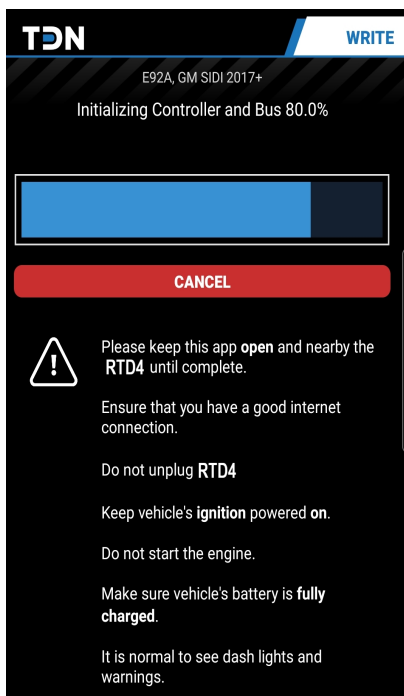 TDN
WRITE
E92A, GM SIDI 2017+
Initializing Controller and Bus 80.0%
CANCEL
!
Please keep this app open and nearby the
RTD4 until complete.
Ensure that you have a good internet
connection.
Do not unplug RTD4
Keep vehicle's ignition powered on.
Do not start the engine.
Make sure vehicle's battery is fully
charged.
It is normal to see dash lights and
warnings.